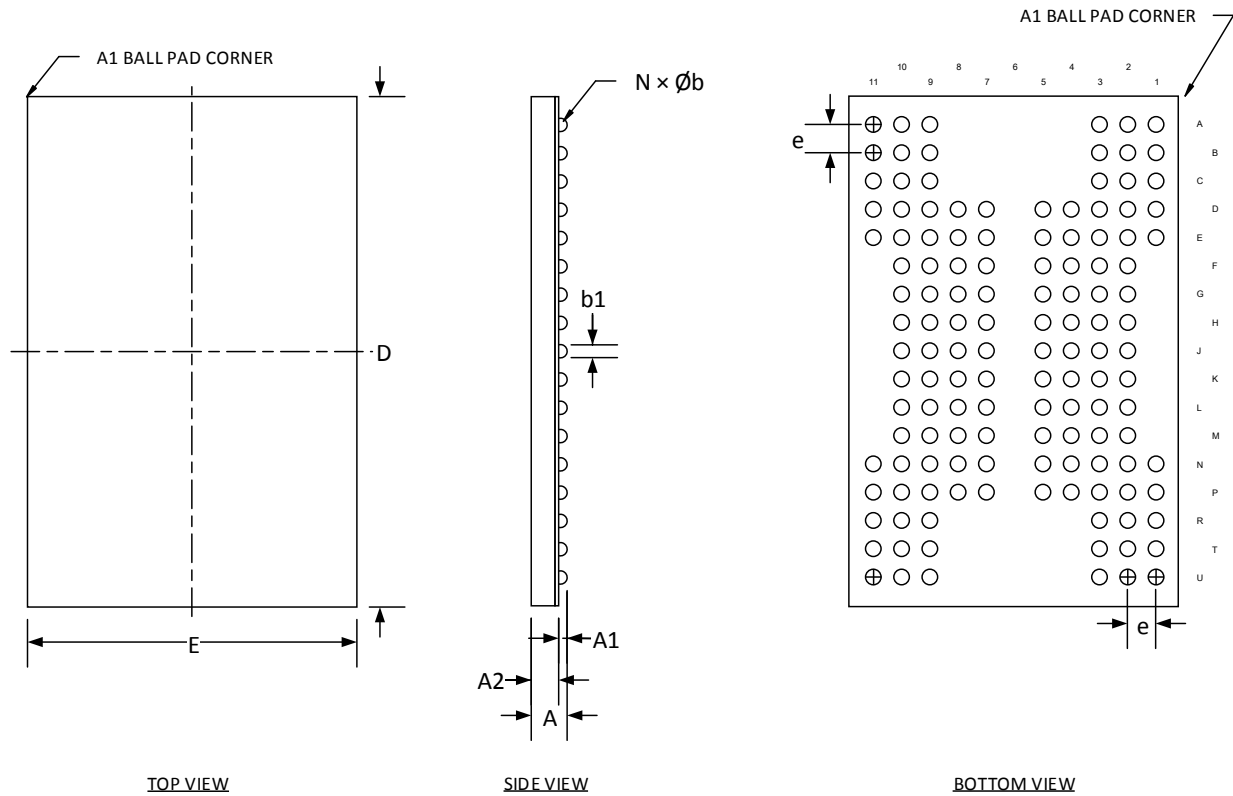 A1 BALL PAD CORNER
D
E
TOP VIEW
N × Øb
b1
A1
A2
A
SIDE VIEW
A1 BALL PAD CORNER
10 8 6 4 2
11 9 7 5 3 1
A
B
C
D
E
F
G
H
J
K
L
M
N
P
R
T
U
e
e
BOTTOM VIEW